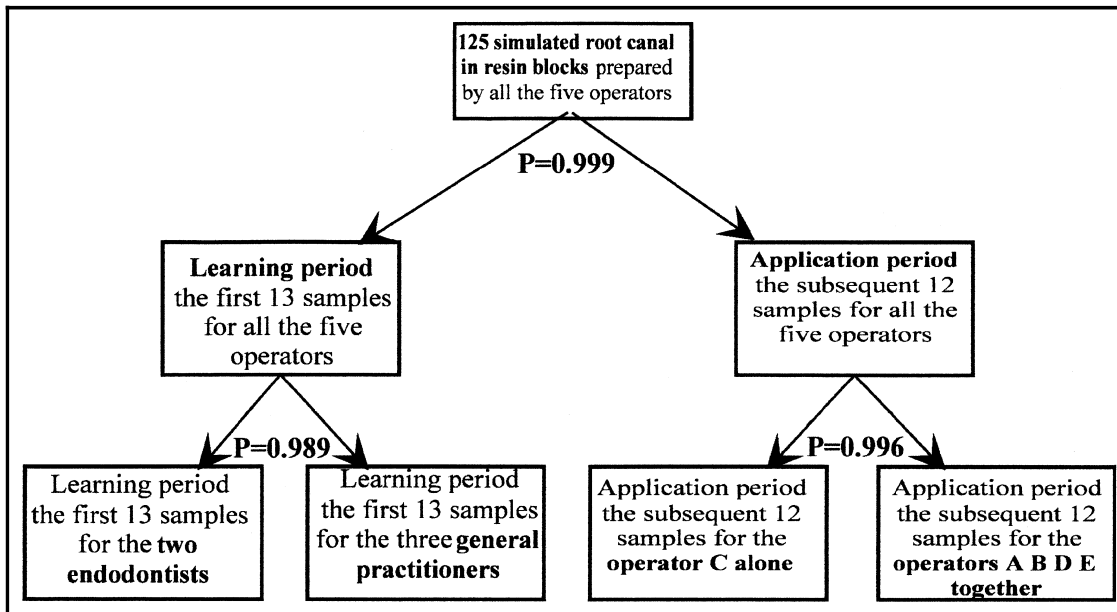 125 simulated root canal
in resin blocks prepared
by all the five operators
P=0.999
Learning period
the first 13 samples
for all the five
operators
Application period
the subsequent 12
samples for all the
five operators
P=0.989
P=0.996
Learning period
the first 13 samples
for the two
endodontists
Learning period
the first 13 samples
for the three general
practitioners
Application period
the subsequent 12
samples for the
operator C alone
Application period
the subsequent 12
samples for the
operators A B D E
together